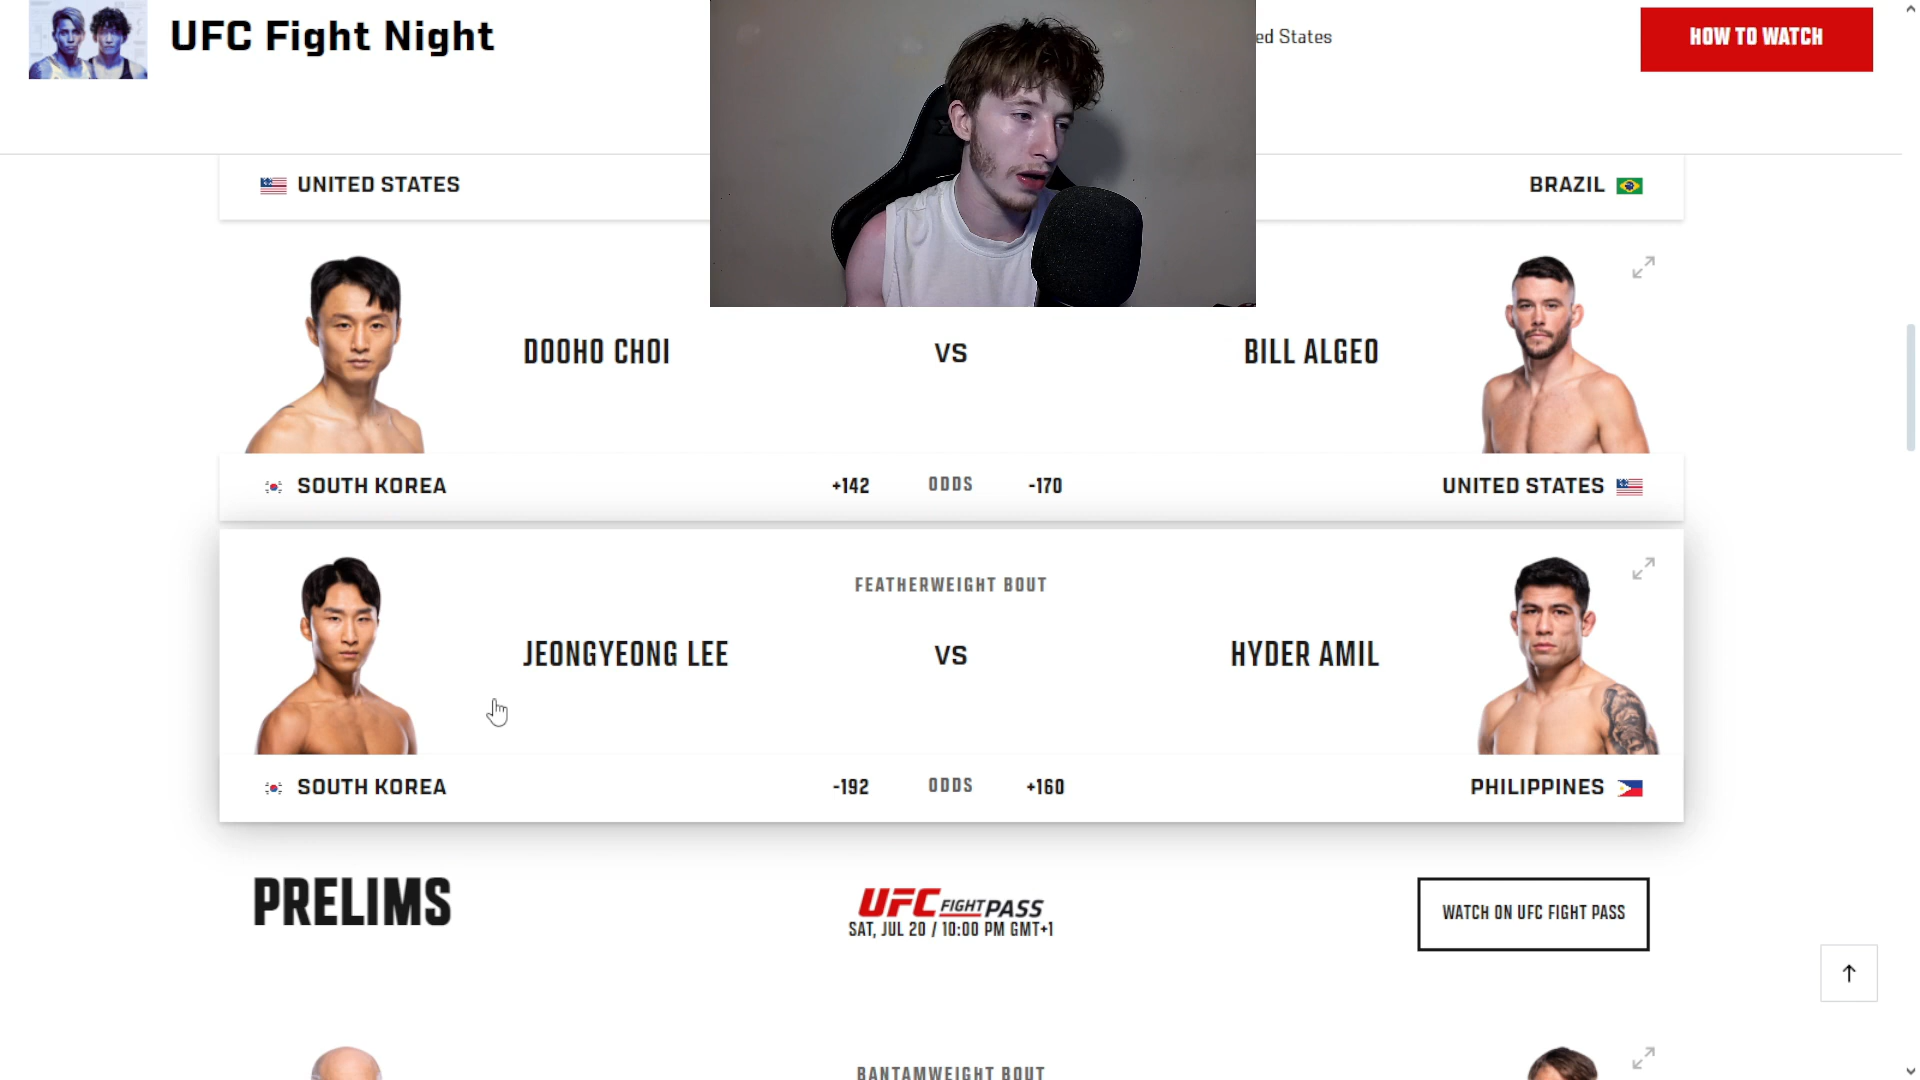 UFC Fight Night
ed States
HOW TO WATCH
UNITED STATES
BRAZIL
DOOHO CHOI
VS
BILL ALGEO
SOUTH KOREA
+142
ODDS
-170
UNITED STATES
FEATHERWEIGHT BOUT
JEONGYEONG LEE
VS
HYDER AMIL
SOUTH KOREA
-192
ODDS
+160
PHILIPPINES
PRELIMS
UFC FIGHT PASS
SAT, JUL 20 / 10:00 PM GMT+1
WATCH ON UFC FIGHT PASS
BANTAMWEIGHT BOUT